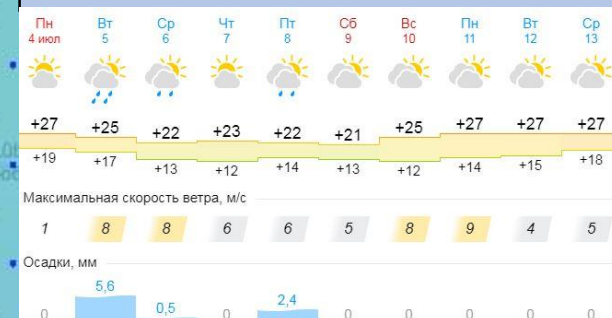 Пн Вт Ср Чт Пт Сб Вс Пн Вт Ср
4 июл 5 6 7 8 9 10 11 12 13
+27 +25 +22 +23 +22 +21 +25 +27 +27 +27
+19 +17 +13 +12 +14 +13 +12 +14 +15 +18
Максимальная скорость ветра, м/с
1 8 8 6 6 5 8 9 4 5
Осадки, мм
0 5,6 0,5 0 2,4 0 0 0 0 0